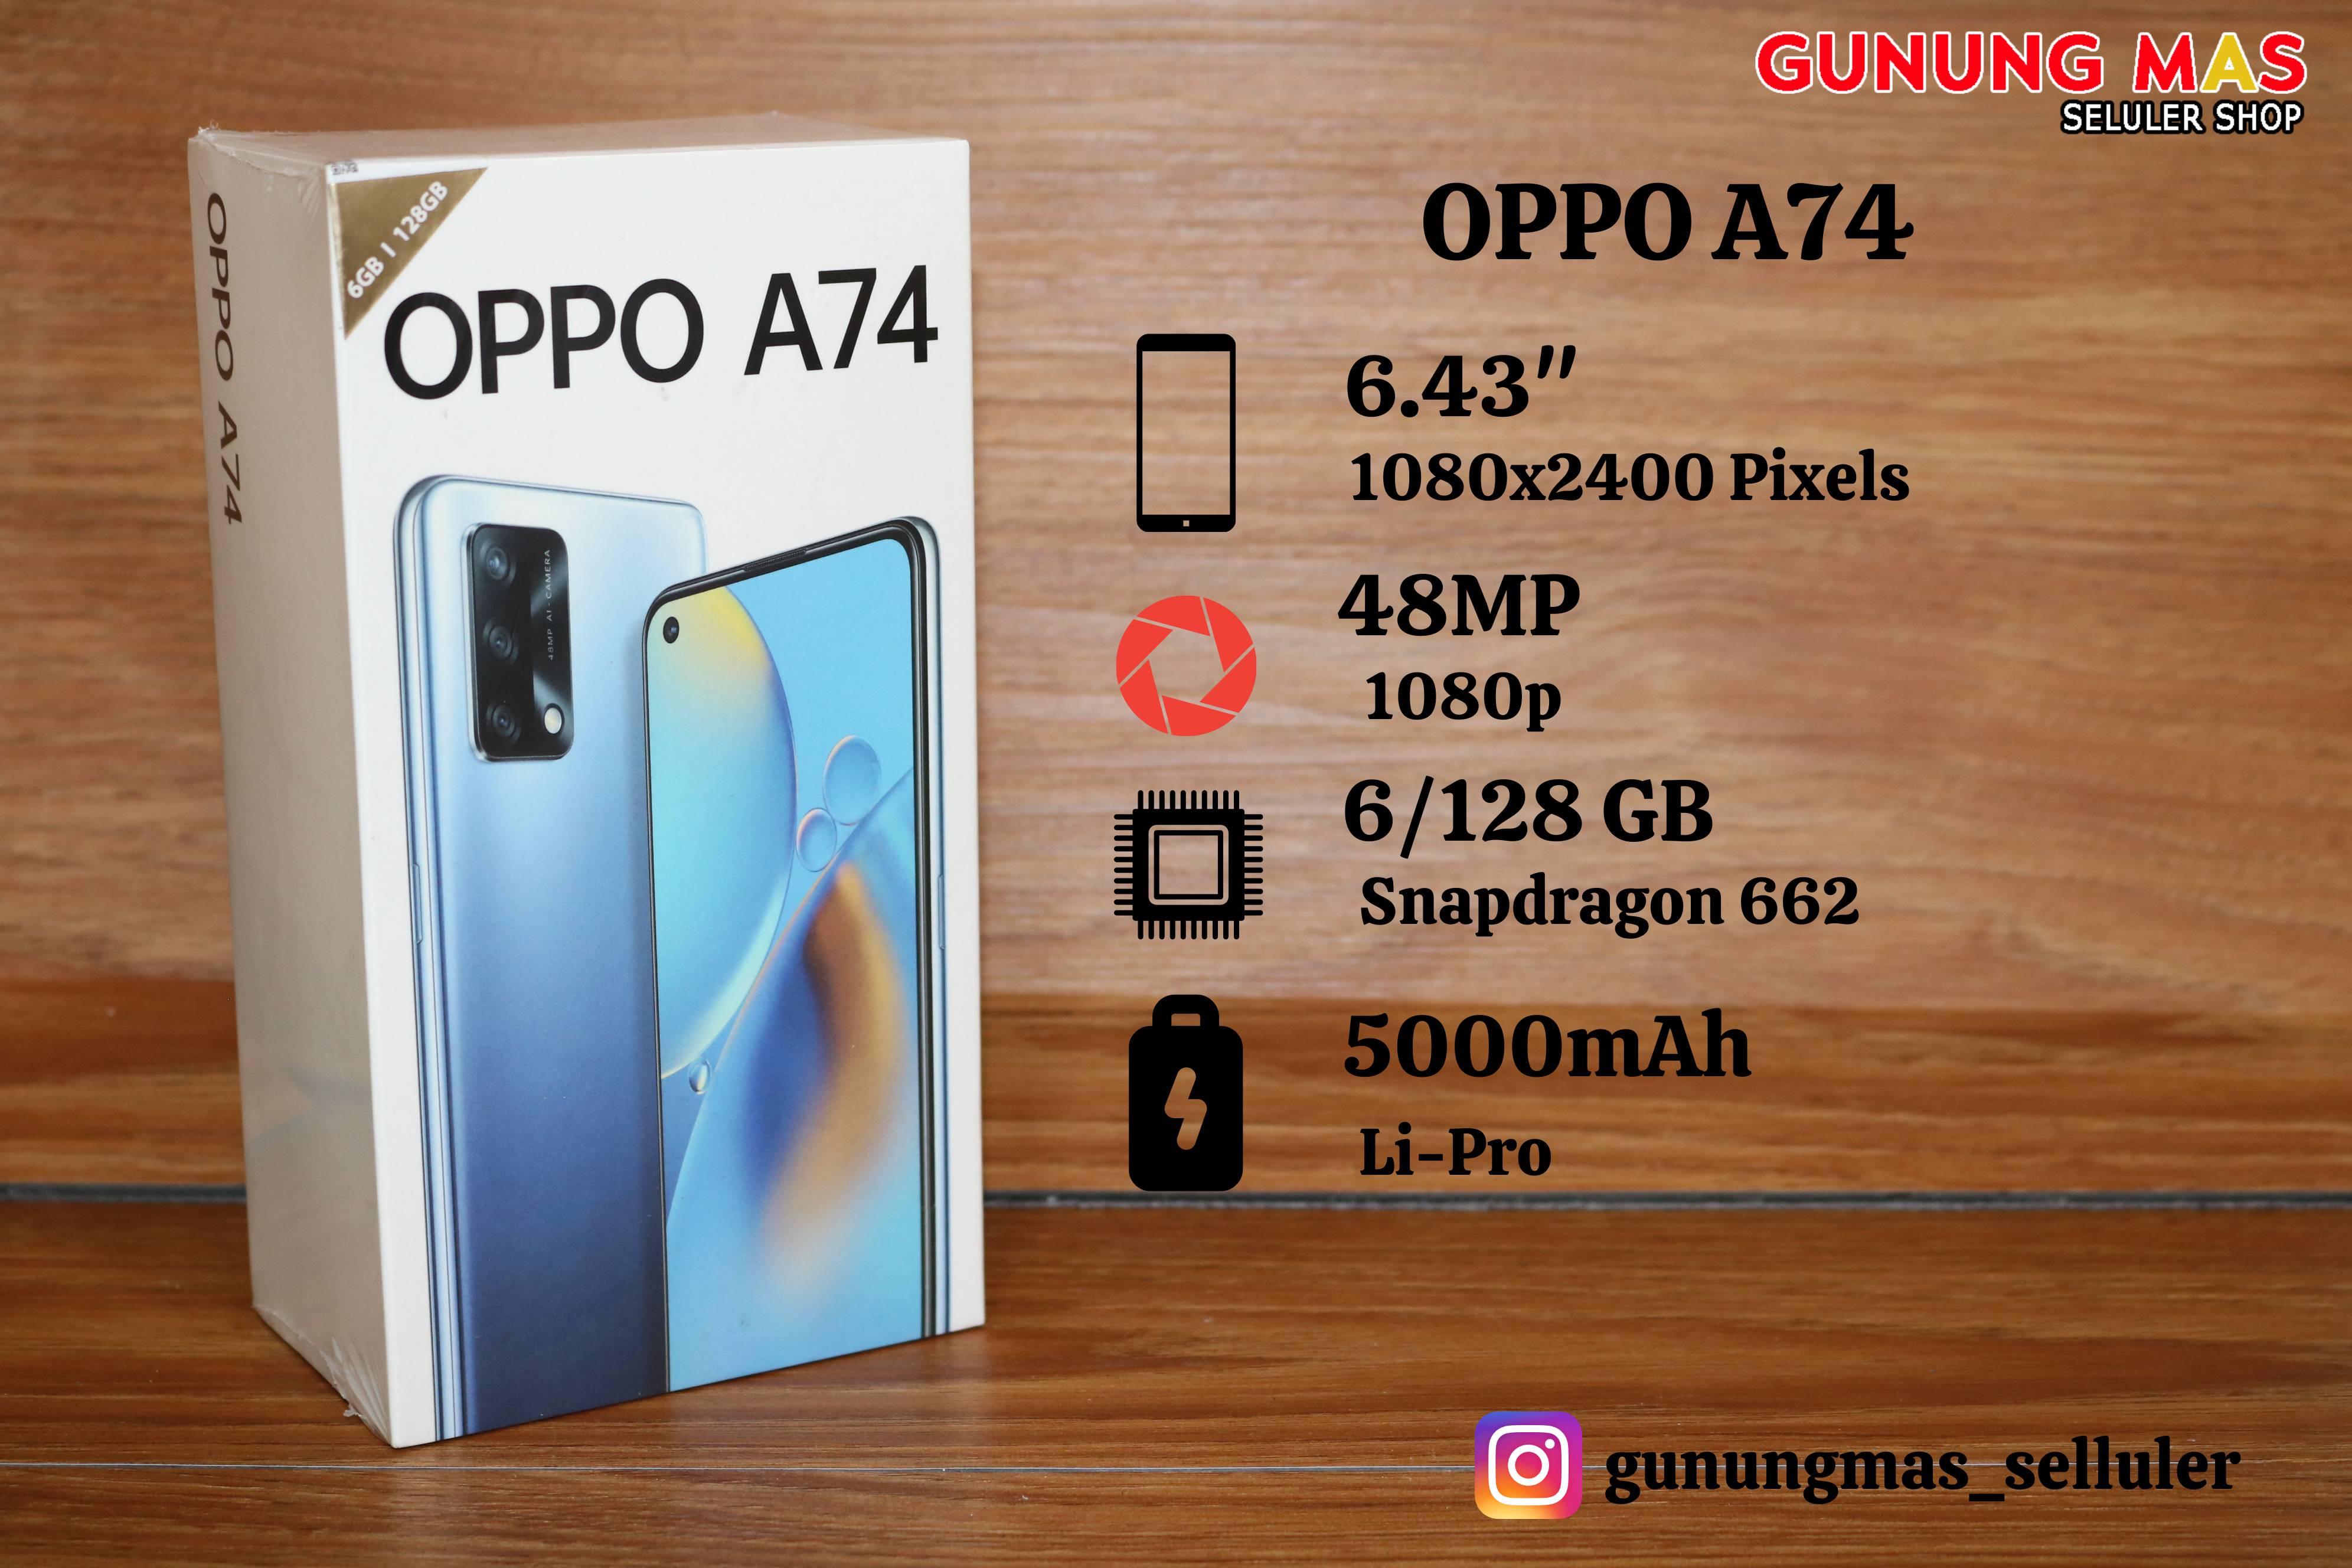 GUNUNG MAS
SELULER SHOP
6GB | 128GB
OPPO A74
OPPO A74
48MP AI - CAMERA
OPPO A74
6.43"
1080x2400 Pixels
48MP
1080p
6/128 GB
Snapdragon 662
5000mAh
Li-Pro
gunungmas_selluler